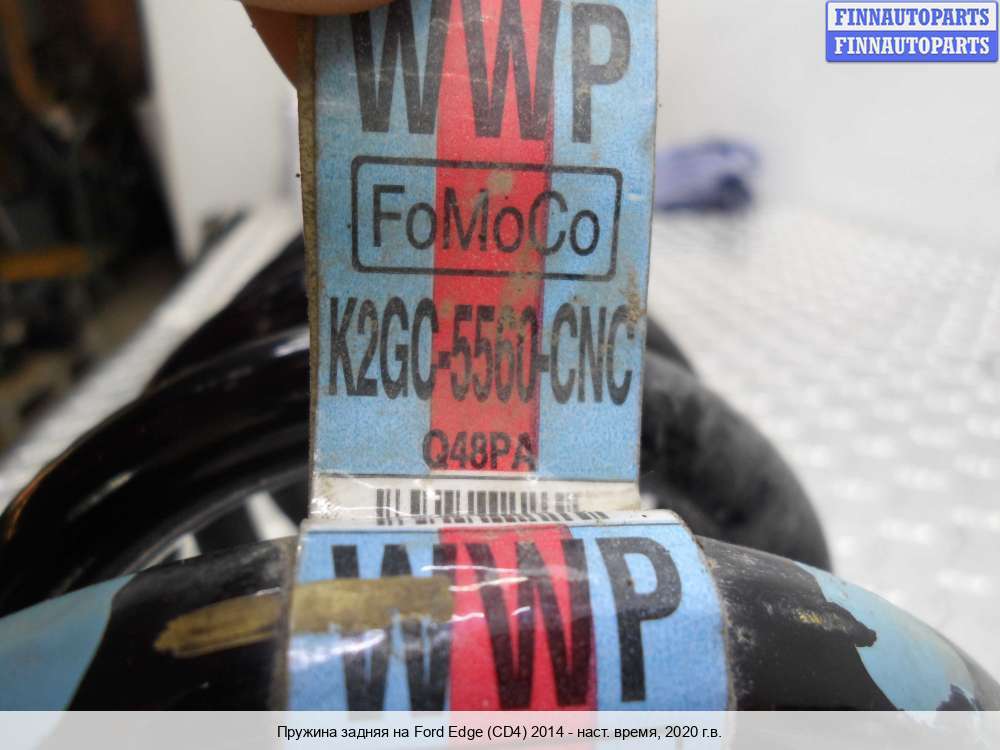 FINNAUTOPARTS
FINNAUTOPARTS
WWP
FoMoCo
K2GC-5560-CNC
Q48PA
WWP
Пружина задняя на Ford Edge (CD4) 2014 - наст. время, 2020 г.в.